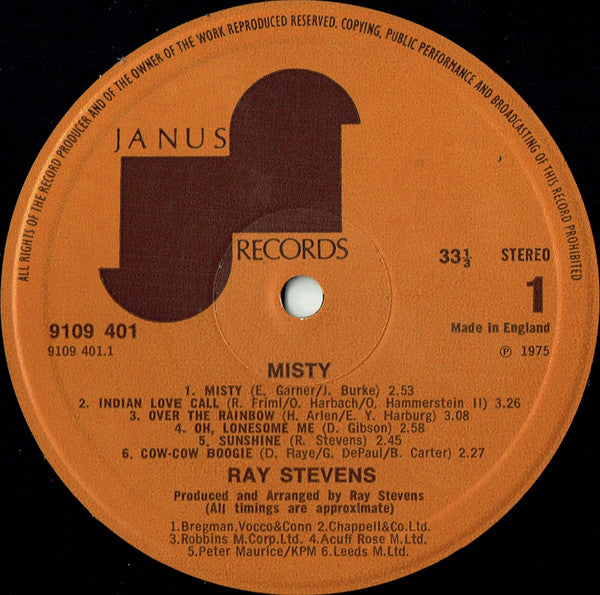 ALL RIGHTS OF THE RECORD PRODUCER AND OF THE OWNER OF THE WORK REPRODUCED RESERVED. COPYING, PUBLIC PERFORMANCE AND BROADCASTING OF THIS RECORD PROHIBITED
JANUS
RECORDS
33⅓ STEREO
1
9109 401
Made in England
9109 401.1
℗ 1975
MISTY
1. MISTY (E. Garner/J. Burke) 2.53
2. INDIAN LOVE CALL (R. Friml/O. Harbach/O. Hammerstein II) 3.26
3. OVER THE RAINBOW (H. Arlen/E. Y. Harburg) 3.08
4. OH, LONESOME ME (D. Gibson) 2.58
5. SUNSHINE (R. Stevens) 2.45
6. COW-COW BOOGIE (D. Raye/G. DePaul/B. Carter) 2.27
RAY STEVENS
Produced and Arranged by Ray Stevens
(All timings are approximate)
1.Bregman,Vocco&Conn 2.Chappell&Co.Ltd.
3.Robbins M.Corp.Ltd. 4.Acuff Rose M.Ltd.
5.Peter Maurice/KPM 6.Leeds M.Ltd.